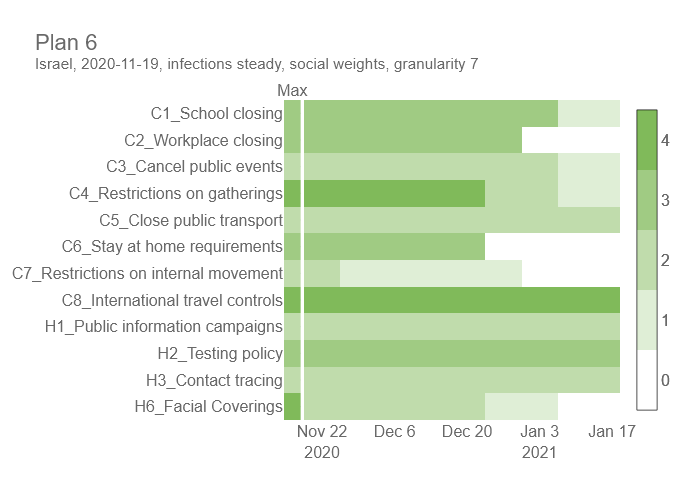 Plan 6
Israel, 2020-11-19, infections steady, social weights, granularity 7
Max
C1_School closing
C2_Workplace closing
C3_Cancel public events
C4_Restrictions on gatherings
C5_Close public transport
C6_Stay at home requirements
C7_Restrictions on internal movement
C8_International travel controls
H1_Public information campaigns
H2_Testing policy
H3_Contact tracing
H6_Facial Coverings
4
3
2
1
0
Nov 22 Dec 6 Dec 20 Jan 3 Jan 17
2020 2021